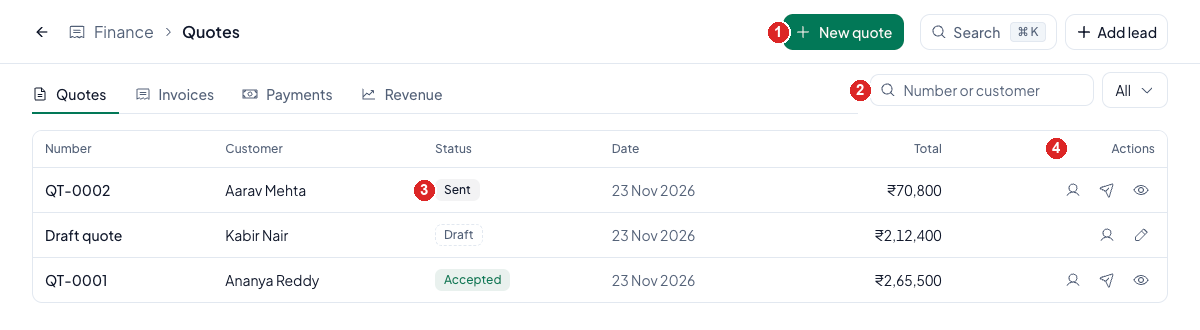 Finance > Quotes
1 + New quote
Search ⌘ K
+ Add lead
Quotes Invoices Payments Revenue
2 Number or customer
All
Number Customer Status Date Total 4 Actions
QT-0002 Aarav Mehta 3 Sent 23 Nov 2026 ₹70,800
Draft quote Kabir Nair Draft 23 Nov 2026 ₹2,12,400
QT-0001 Ananya Reddy Accepted 23 Nov 2026 ₹2,65,500